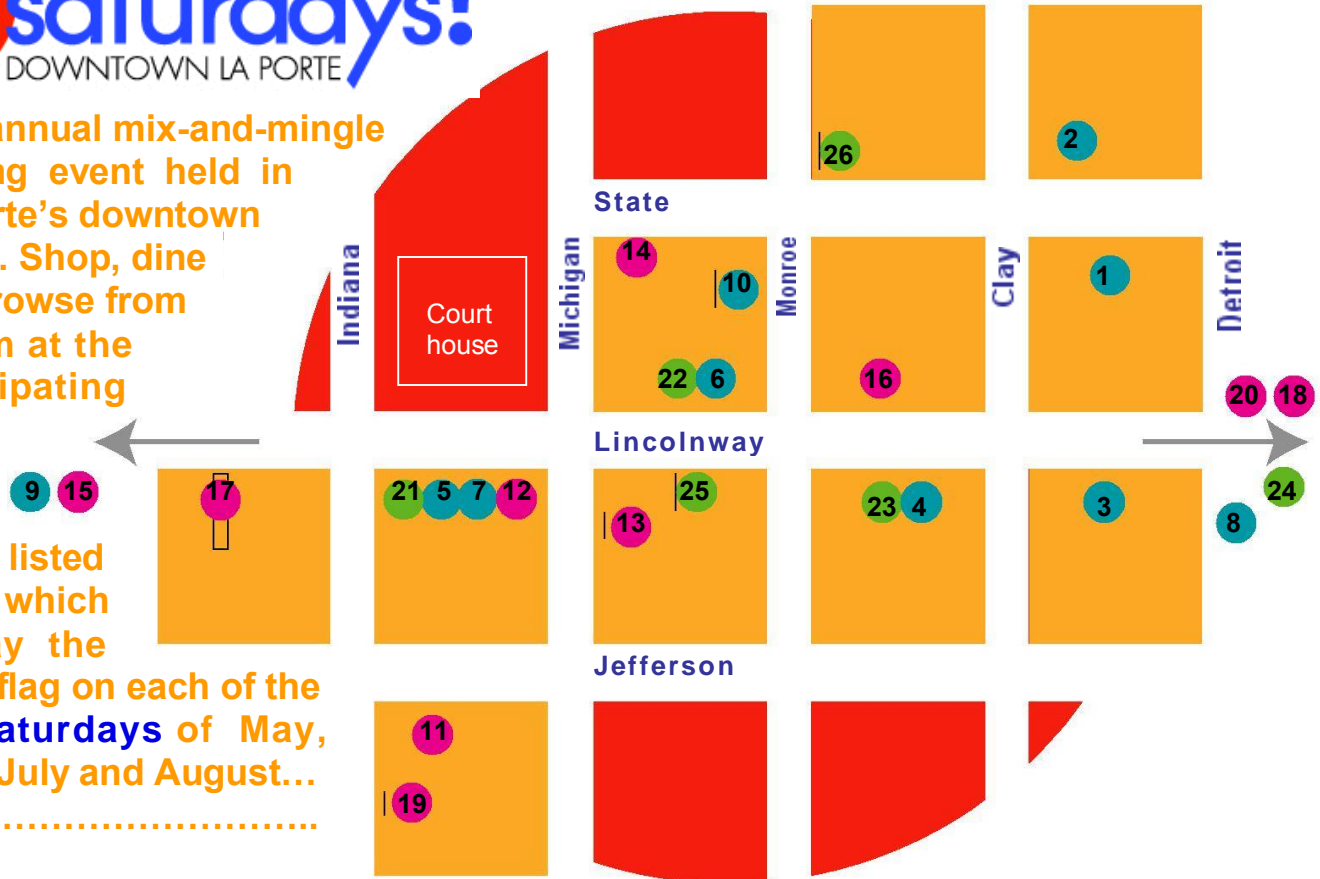 saturdays!
DOWNTOWN LA PORTE
annual mix-and-mingle
ng event held in
rte's downtown
. Shop, dine
rowse from
m at the
cipating
listed
which
ay the
flag on each of the
aturdays of May,
July and August…
………………………..
Indiana
Court
house
Michigan
State
Monroe
Clay
Detroit
Lincolnway
Jefferson
26
2
14
10
1
22
6
16
20
18
9
15
17
21
5
7
12
13
25
23
4
3
8
24
11
19